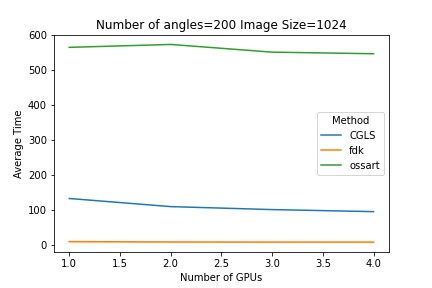 Number of angles=200 Image Size=1024
600
500
400
300
200
100
0
Average Time
Method
CGLS
fdk
ossart
1.0 1.5 2.0 2.5 3.0 3.5 4.0
Number of GPUs